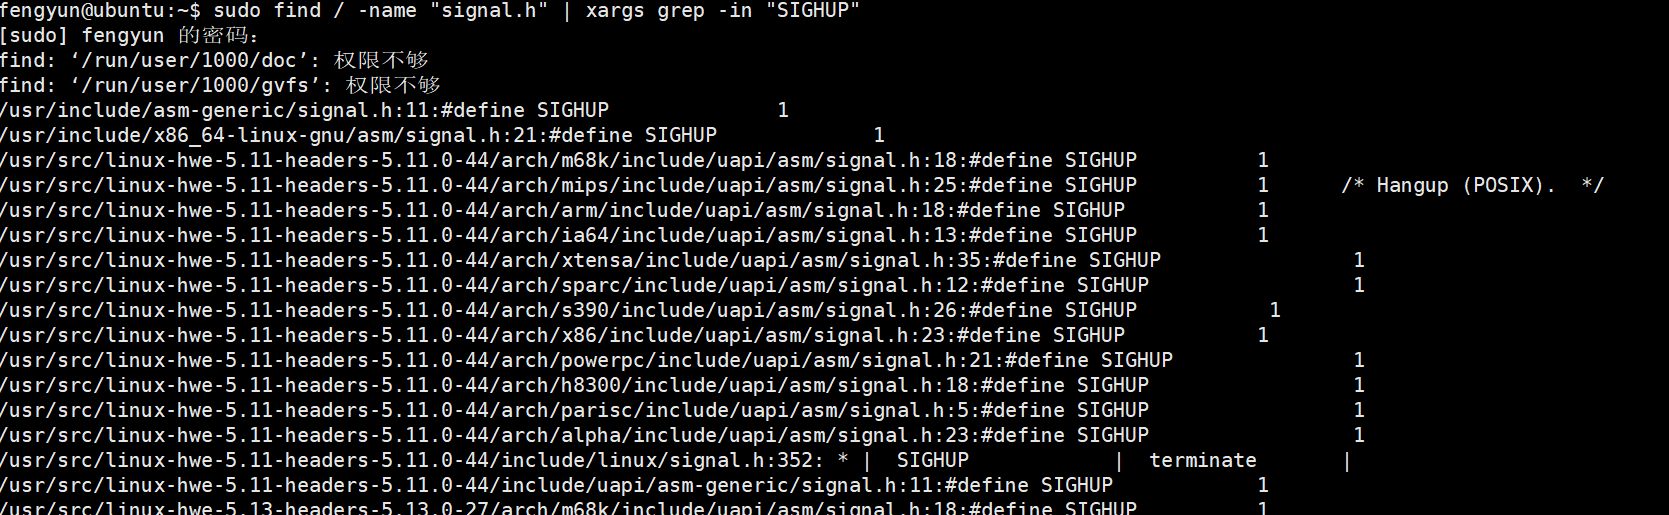 fengyun@ubuntu:~$ sudo find / -name "signal.h" | xargs grep -in "SIGHUP"
[sudo] fengyun 的密码：
find: ‘/run/user/1000/doc’: 权限不够
find: ‘/run/user/1000/gvfs’: 权限不够
/usr/include/asm-generic/signal.h:11:#define SIGHUP 1
/usr/include/x86_64-linux-gnu/asm/signal.h:21:#define SIGHUP 1
/usr/src/linux-hwe-5.11-headers-5.11.0-44/arch/m68k/include/uapi/asm/signal.h:18:#define SIGHUP 1
/usr/src/linux-hwe-5.11-headers-5.11.0-44/arch/mips/include/uapi/asm/signal.h:25:#define SIGHUP 1 /* Hangup (POSIX).  */
/usr/src/linux-hwe-5.11-headers-5.11.0-44/arch/arm/include/uapi/asm/signal.h:18:#define SIGHUP 1
/usr/src/linux-hwe-5.11-headers-5.11.0-44/arch/ia64/include/uapi/asm/signal.h:13:#define SIGHUP 1
/usr/src/linux-hwe-5.11-headers-5.11.0-44/arch/xtensa/include/uapi/asm/signal.h:35:#define SIGHUP 1
/usr/src/linux-hwe-5.11-headers-5.11.0-44/arch/sparc/include/uapi/asm/signal.h:12:#define SIGHUP 1
/usr/src/linux-hwe-5.11-headers-5.11.0-44/arch/s390/include/uapi/asm/signal.h:26:#define SIGHUP 1
/usr/src/linux-hwe-5.11-headers-5.11.0-44/arch/x86/include/uapi/asm/signal.h:23:#define SIGHUP 1
/usr/src/linux-hwe-5.11-headers-5.11.0-44/arch/powerpc/include/uapi/asm/signal.h:21:#define SIGHUP 1
/usr/src/linux-hwe-5.11-headers-5.11.0-44/arch/h8300/include/uapi/asm/signal.h:18:#define SIGHUP 1
/usr/src/linux-hwe-5.11-headers-5.11.0-44/arch/parisc/include/uapi/asm/signal.h:5:#define SIGHUP 1
/usr/src/linux-hwe-5.11-headers-5.11.0-44/arch/alpha/include/uapi/asm/signal.h:23:#define SIGHUP 1
/usr/src/linux-hwe-5.11-headers-5.11.0-44/include/linux/signal.h:352: * |  SIGHUP | terminate |
/usr/src/linux-hwe-5.11-headers-5.11.0-44/include/uapi/asm-generic/signal.h:11:#define SIGHUP 1
/usr/src/linux-hwe-5.13-headers-5.13.0-27/arch/m68k/include/uapi/asm/signal.h:18:#define SIGHUP 1